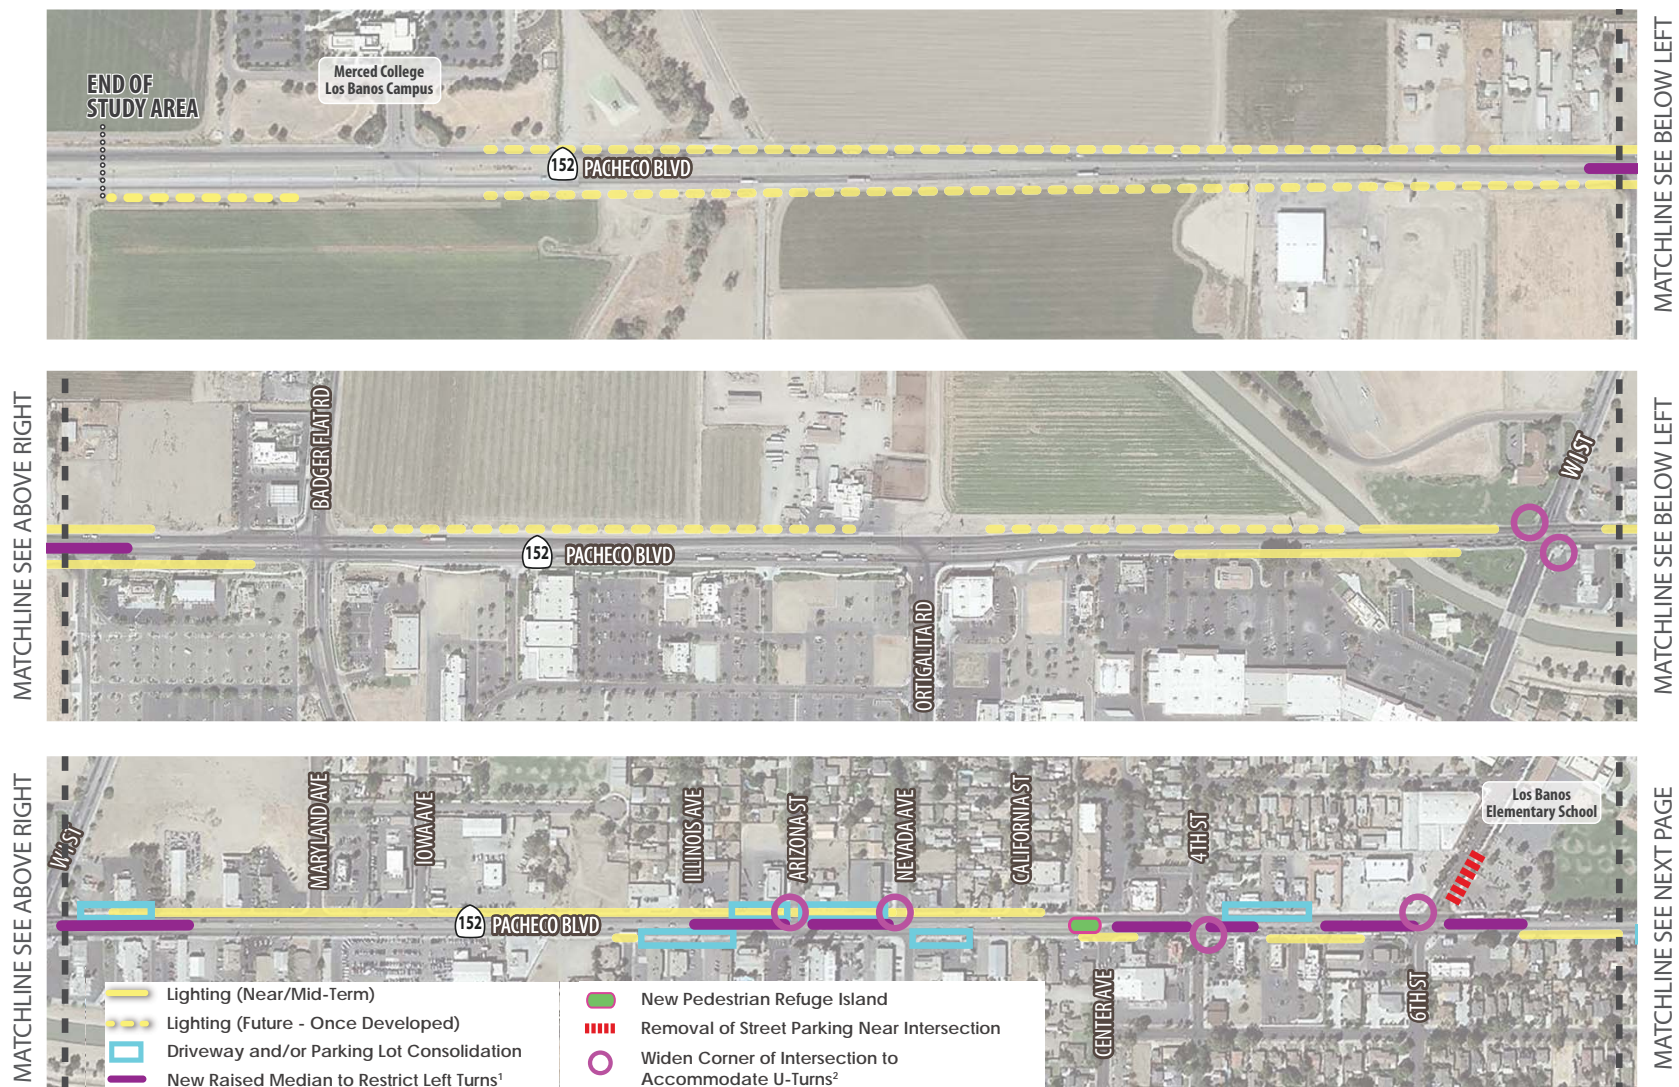 END OF
STUDY AREA
Merced College
Los Banos Campus
152 PACHECO BLVD
MATCHLINE SEE BELOW LEFT
MATCHLINE SEE ABOVE RIGHT
BADGER FLAT RD
152 PACHECO BLVD
ORTIGALITA RD
W I ST
MATCHLINE SEE BELOW LEFT
MATCHLINE SEE ABOVE RIGHT
W I ST
MARYLAND AVE
IOWA AVE
152 PACHECO BLVD
ILLINOIS AVE
ARIZONA ST
NEVADA AVE
CALIFORNIA ST
CENTER AVE
4TH ST
6TH ST
Los Banos
Elementary School
MATCHLINE SEE NEXT PAGE
Lighting (Near/Mid-Term)
Lighting (Future - Once Developed)
Driveway and/or Parking Lot Consolidation
New Raised Median to Restrict Left Turns¹
New Pedestrian Refuge Island
Removal of Street Parking Near Intersection
Widen Corner of Intersection to
Accommodate U-Turns²